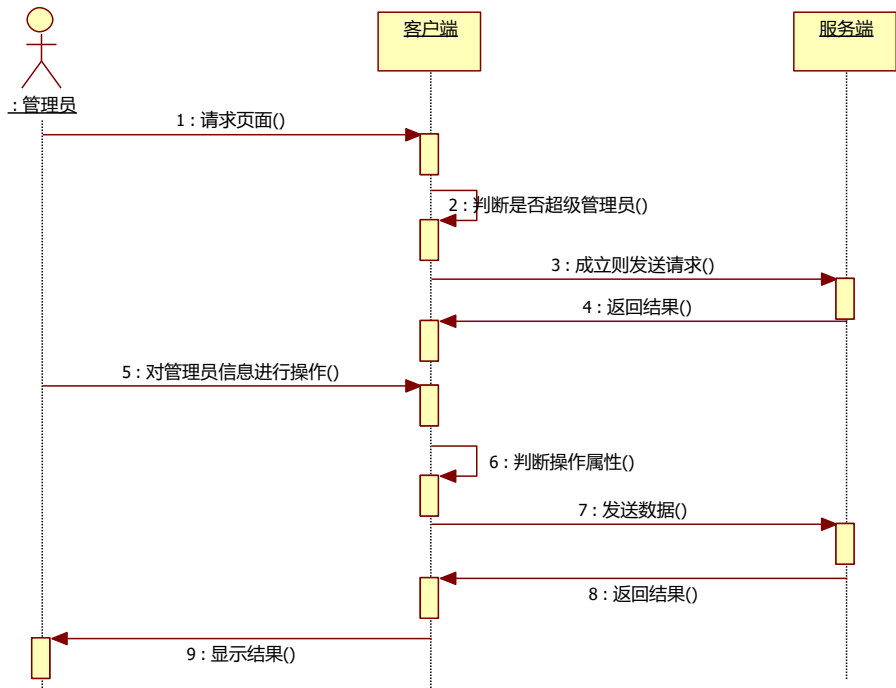 客户端
服务端
: 管理员
1 : 请求页面()
2 : 判断是否超级管理员()
3 : 成立则发送请求()
4 : 返回结果()
5 : 对管理员信息进行操作()
6 : 判断操作属性()
7 : 发送数据()
8 : 返回结果()
9 : 显示结果()